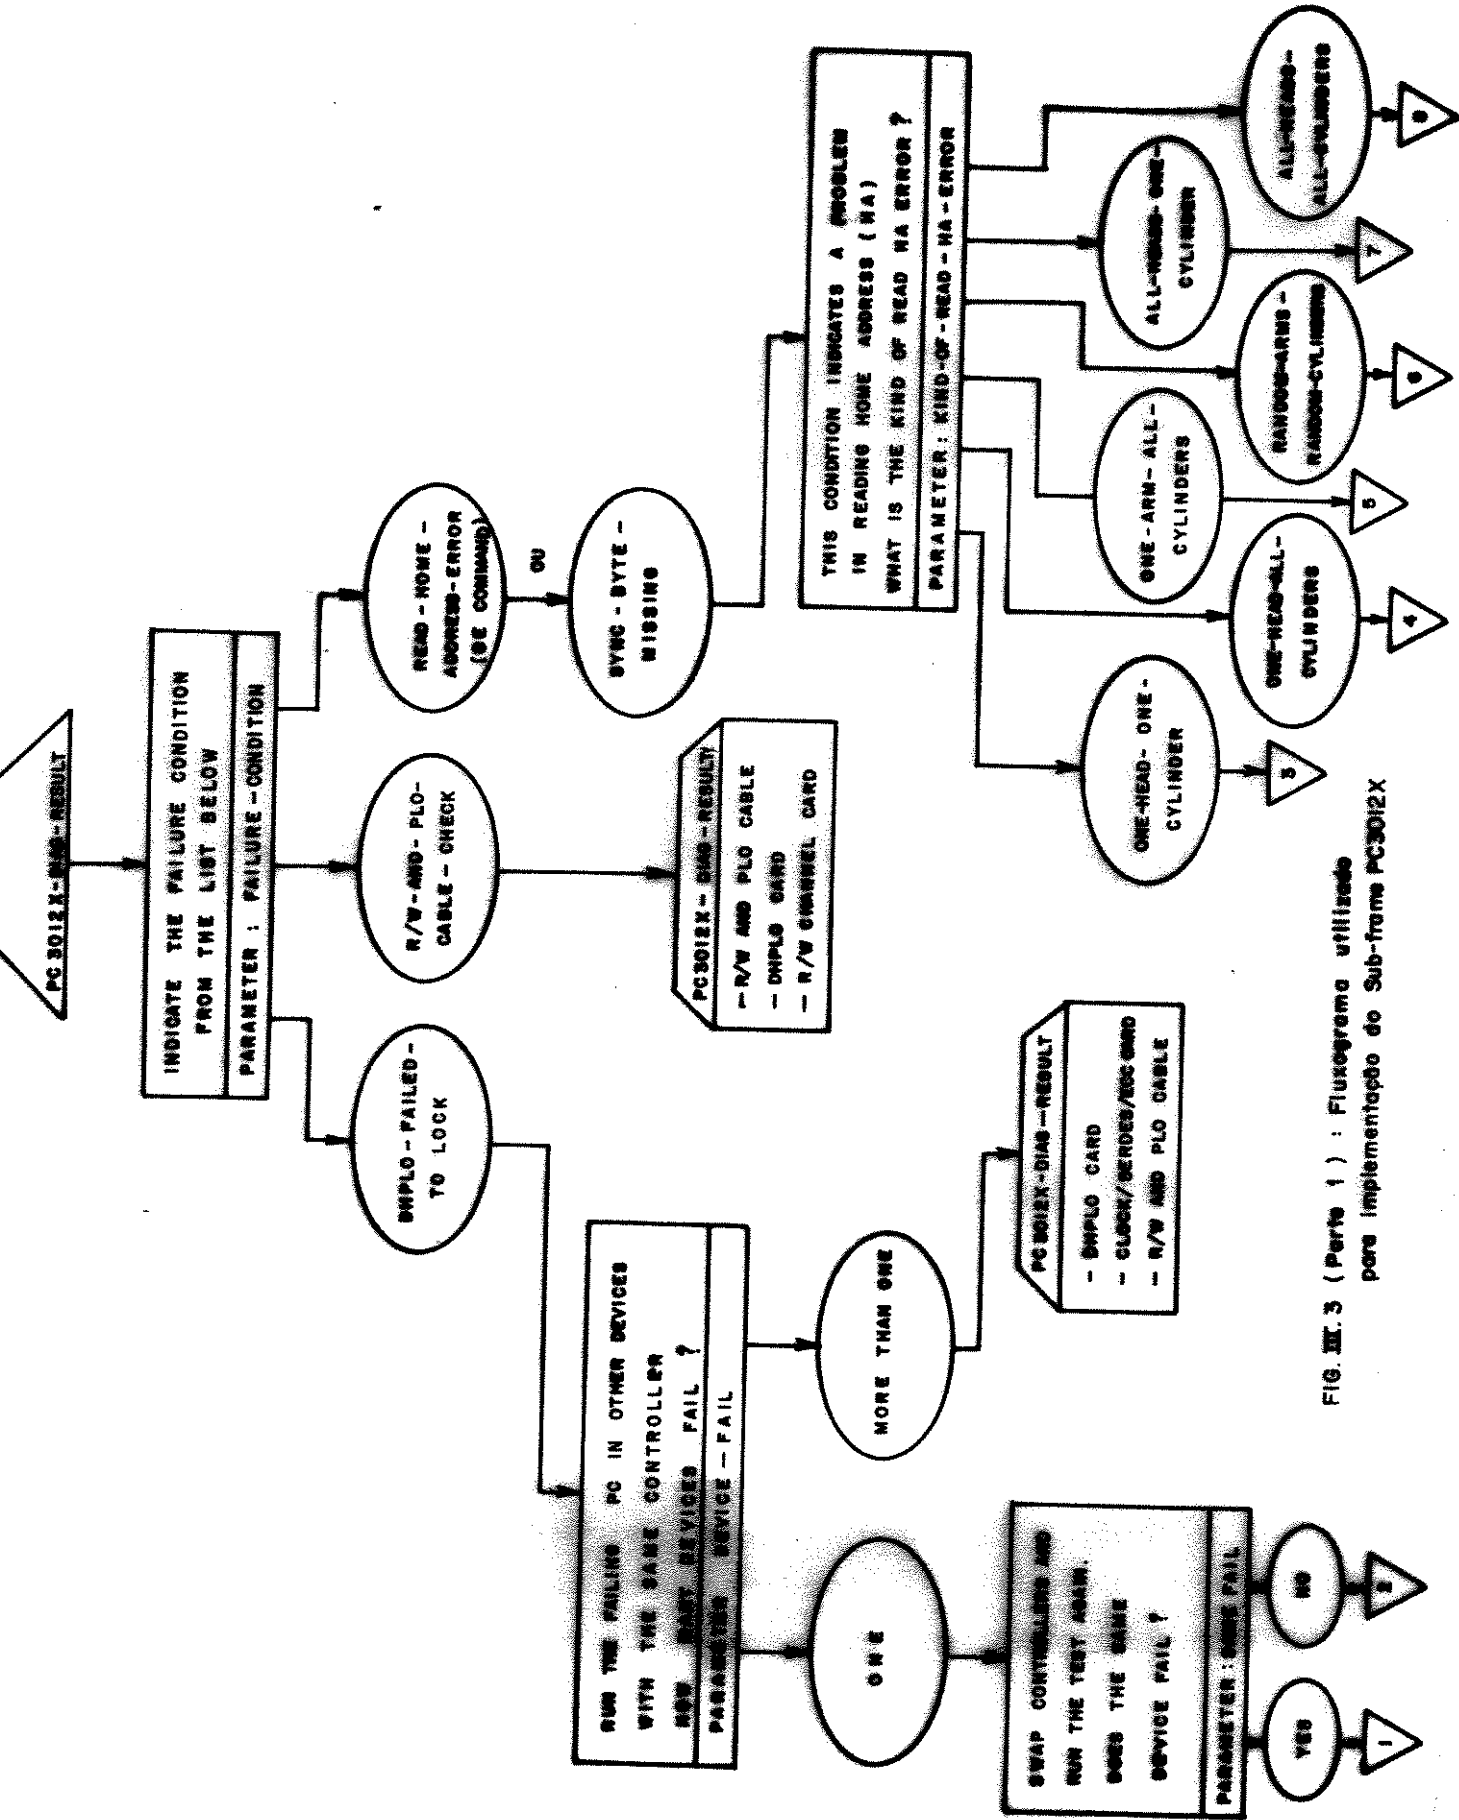 PC3012X-DIAG-RESULT
INDICATE THE FAILURE CONDITION
FROM THE LIST BELOW
PARAMETER : FAILURE-CONDITION
DHPLO-FAILED-
TO LOCK
R/W-AND-PLO-
CABLE-CHECK
READ-HOME-
ADDRESS-ERROR
(SE COMMAND)
OU
SYNC-BYTE-
MISSING
RUN THE FAILING PC IN OTHER DEVICES
WITH THE SAME CONTROLLER
HOW MANY DEVICES FAIL ?
PARAMETER DEVICE-FAIL
PC3012X-DIAG-RESULT
- R/W AND PLO CABLE
- DHPLO CARD
- R/W CHANNEL CARD
THIS CONDITION INDICATES A PROBLEM
IN READING HOME ADDRESS (HA)
WHAT IS THE KIND OF READ HA ERROR ?
PARAMETER: KIND-OF-READ-HA-ERROR
ONE
MORE THAN ONE
SWAP CONTROLLERS AND
RUN THE TEST AGAIN.
DOES THE SAME
DEVICE FAIL ?
PARAMETER : SAME FAIL
YES
NO
1
2
PC3012X-DIAG-RESULT
- DHPLO CARD
- CLOCK/SERDES/ECC CARD
- R/W AND PLO CABLE
ONE-HEAD-ONE-
CYLINDER
ONE-HEAD-ALL-
CYLINDERS
ONE-ARM-ALL-
CYLINDERS
RANDOM-ARMS-
RANDOM-CYLINDERS
ALL-HEADS-ONE-
CYLINDER
ALL-HEADS-
ALL-CYLINDERS
3
4
5
6
7
8
FIG. III. 3 (Parte 1) : Fluxograma utilizado
para implementação do Sub-frame PC3012X